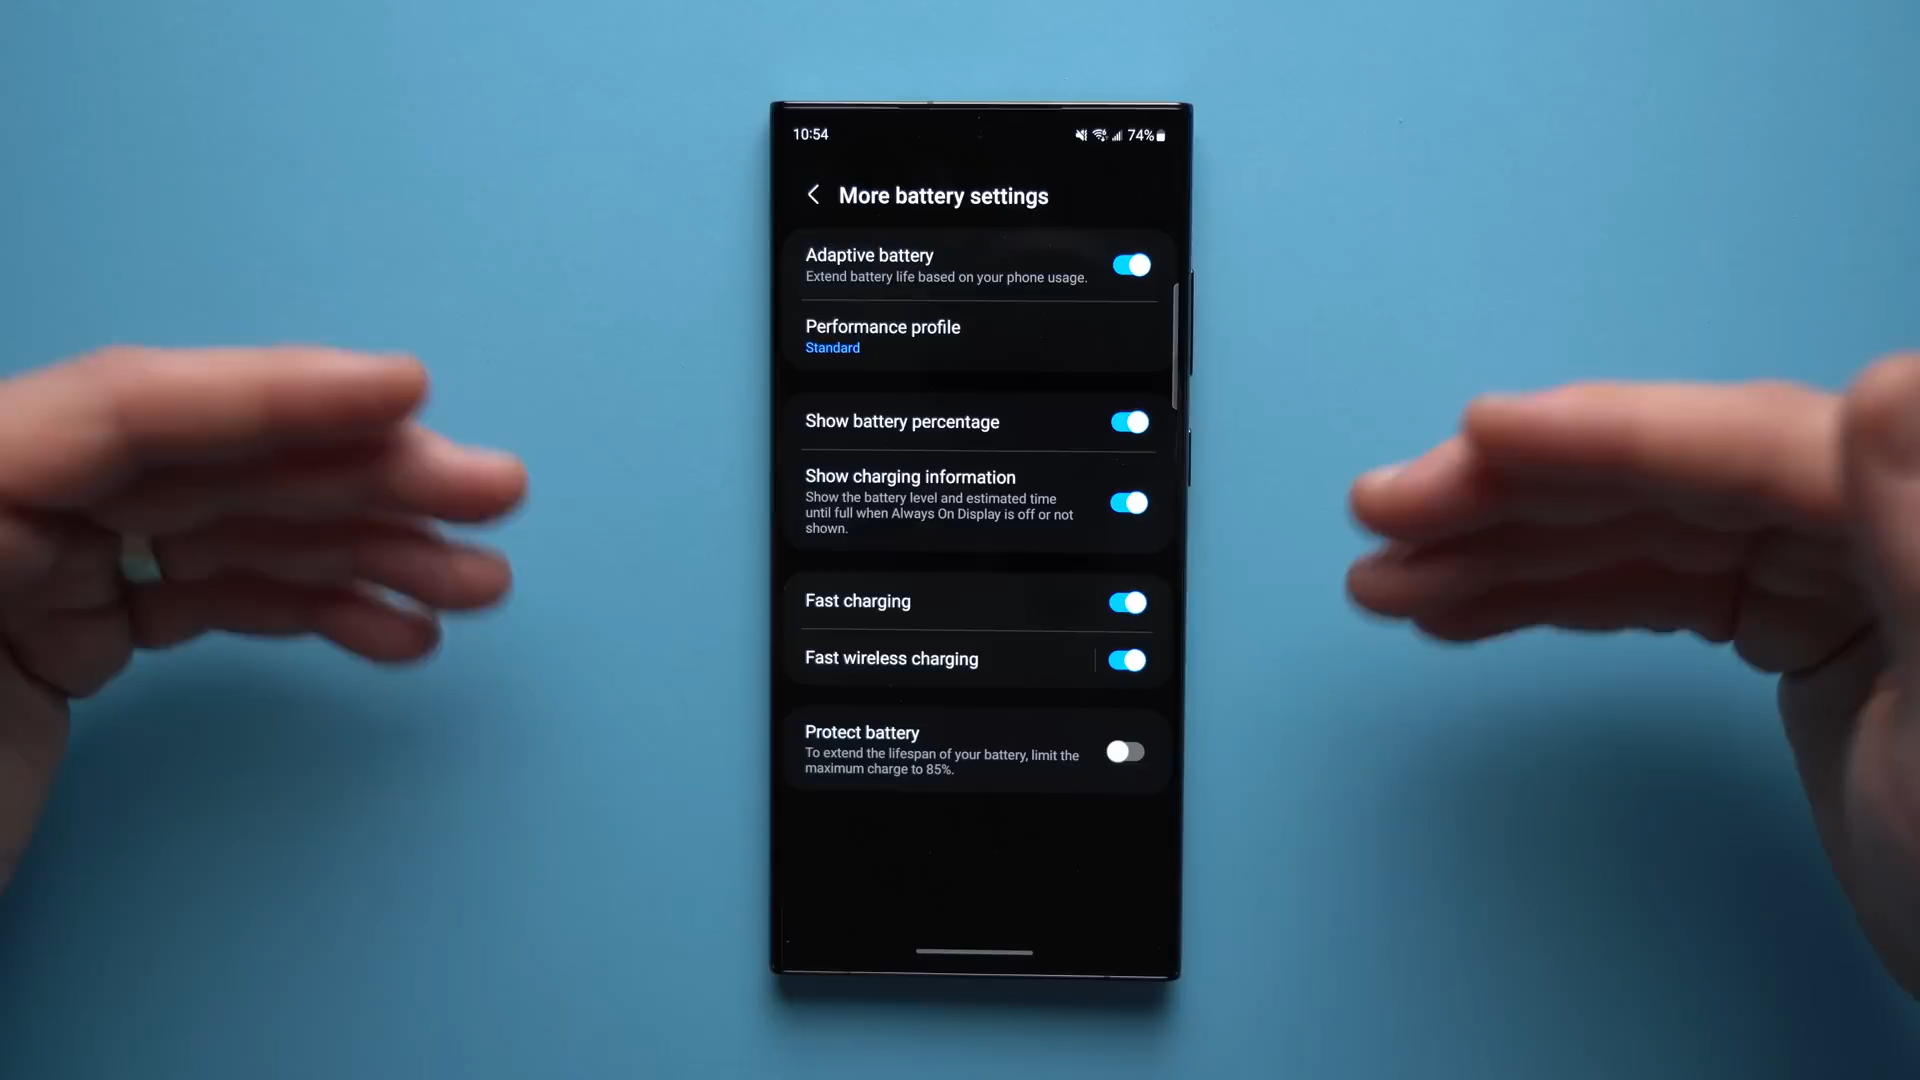 10:54
74%
More battery settings
Adaptive battery
Extend battery life based on your phone usage.
Performance profile
Standard
Show battery percentage
Show charging information
Show the battery level and estimated time
until full when Always On Display is off or not
shown.
Fast charging
Fast wireless charging
Protect battery
To extend the lifespan of your battery, limit the
maximum charge to 85%.